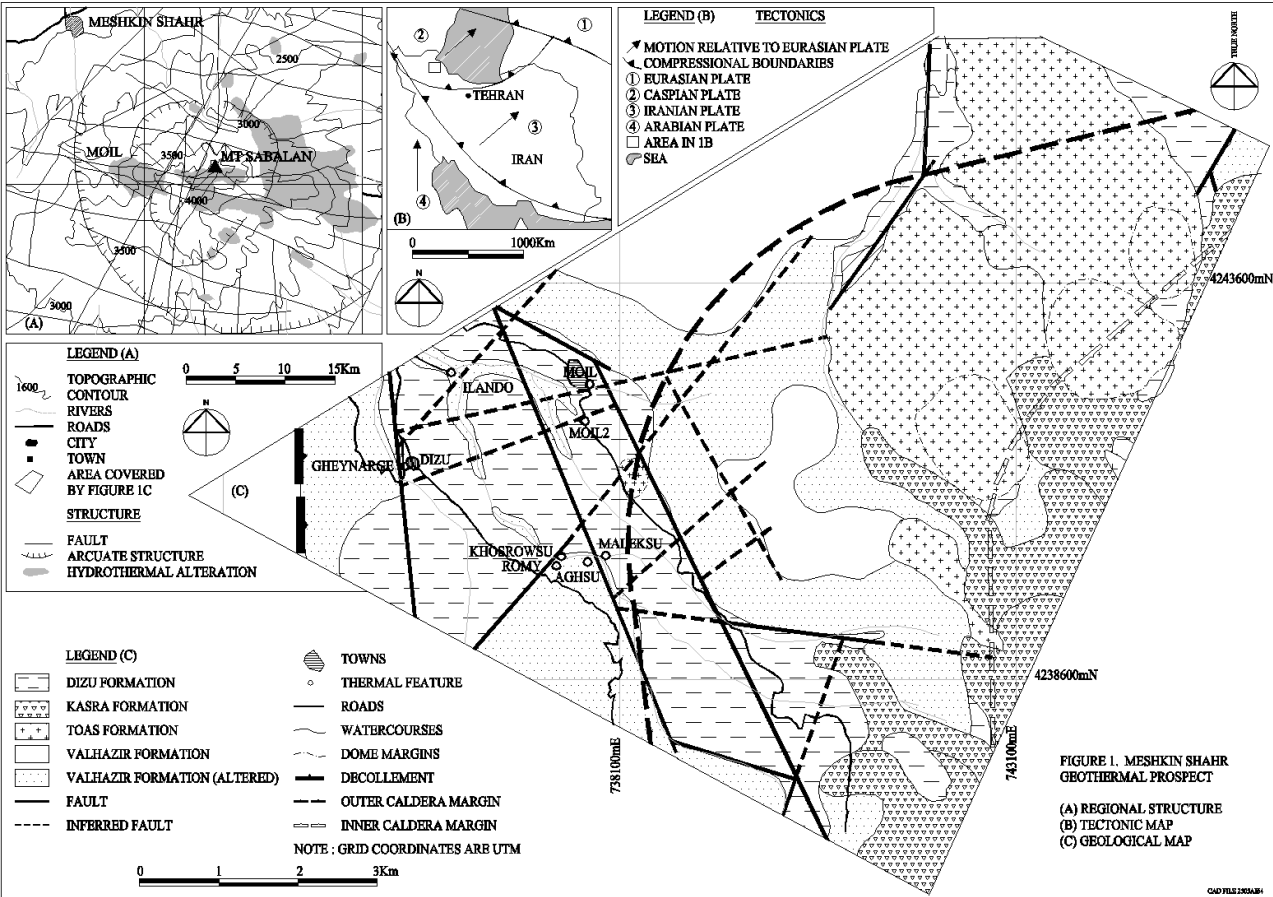 MESHKIN SHAHR
2500
3000
MOIL
3500
MT SABALAN
4000
3500
3000
(A)
1
2
TEHRAN
3
IRAN
4
(B)
0 1000Km
N
LEGEND (B) TECTONICS
MOTION RELATIVE TO EURASIAN PLATE
COMPRESSIONAL BOUNDARIES
1 EURASIAN PLATE
2 CASPIAN PLATE
3 IRANIAN PLATE
4 ARABIAN PLATE
AREA IN 1B
SEA
TRUE NORTH
LEGEND (A)
0 5 10 15Km
N
1600
TOPOGRAPHIC
CONTOUR
RIVERS
ROADS
CITY
TOWN
AREA COVERED
BY FIGURE 1C
STRUCTURE
FAULT
ARCUATE STRUCTURE
HYDROTHERMAL ALTERATION
(C)
ILANDO
MOIL
MOIL2
GHEYNARGE
DIZU
KHOSROWSU
ROMY
AGHSU
MALEKSU
4243600mN
4238600mN
738100mE
743100mE
LEGEND (C)
DIZU FORMATION
KASRA FORMATION
TOAS FORMATION
VALHAZIR FORMATION
VALHAZIR FORMATION (ALTERED)
FAULT
INFERRED FAULT
TOWNS
THERMAL FEATURE
ROADS
WATERCOURSES
DOME MARGINS
DECOLLEMENT
OUTER CALDERA MARGIN
INNER CALDERA MARGIN
NOTE : GRID COORDINATES ARE UTM
0 1 2 3Km
FIGURE 1. MESHKIN SHAHR
GEOTHERMAL PROSPECT
(A) REGIONAL STRUCTURE
(B) TECTONIC MAP
(C) GEOLOGICAL MAP
CAD FILE